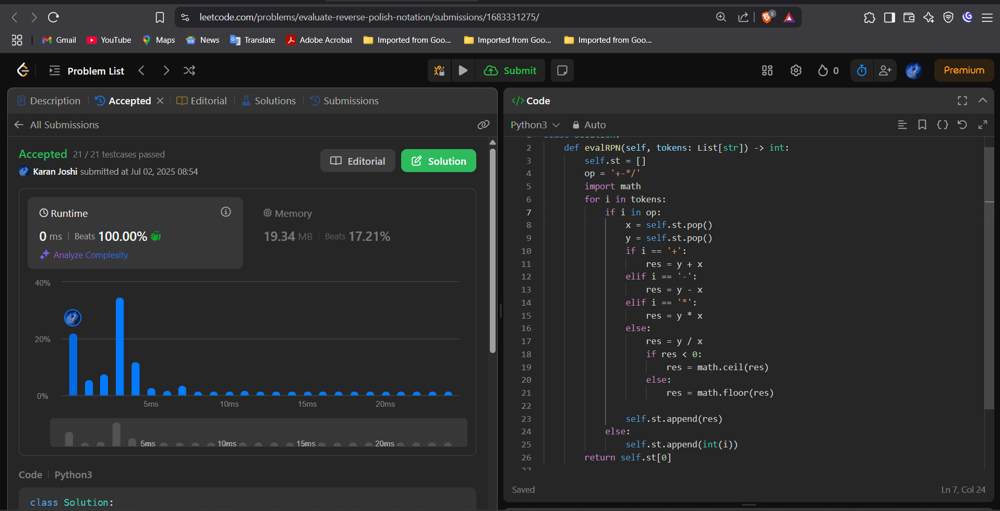 leetcode.com/problems/evaluate-reverse-polish-notation/submissions/1683331275/
5
Gmail YouTube Maps News Translate Adobe Acrobat Imported from Goo... Imported from Goo... Imported from Goo...
Problem List Submit 0 Premium
Description Accepted Editorial Solutions Submissions
All Submissions
Accepted 21 / 21 testcases passed
Karan Joshi submitted at Jul 02, 2025 08:54
Editorial Solution
Runtime
0 ms Beats 100.00%
Analyze Complexity
Memory
19.34 MB Beats 17.21%
40%
20%
0%
5ms 10ms 15ms 20ms
5ms 10ms 15ms 20ms
Code Python3
class Solution:
</> Code
Python3 Auto
1 class Solution:
2 def evalRPN(self, tokens: List[str]) -> int:
3 self.st = []
4 op = '+-*/'
5 import math
6 for i in tokens:
7 if i in op:
8 x = self.st.pop()
9 y = self.st.pop()
10 if i == '+':
11 res = y + x
12 elif i == '-':
13 res = y - x
14 elif i == '*':
15 res = y * x
16 else:
17 res = y / x
18 if res < 0:
19 res = math.ceil(res)
20 else:
21 res = math.floor(res)
22
23 self.st.append(res)
24 else:
25 self.st.append(int(i))
26 return self.st[0]
27
Saved Ln 7, Col 24